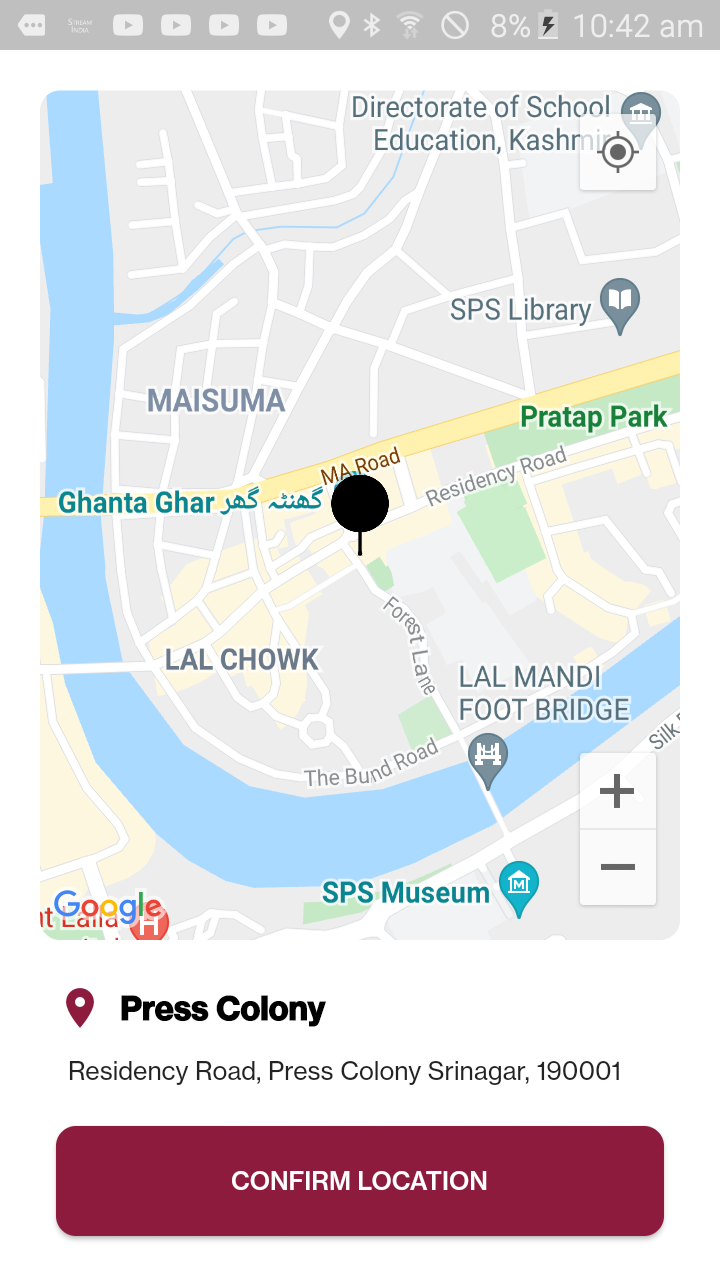 STREAM
INDIA
8%
10:42 am
Directorate of School
Education, Kashmir
SPS Library
MAISUMA
Pratap Park
MA Road
Residency Road
Ghanta Ghar گھنٹہ گھر
Forest Lane
LAL CHOWK
LAL MANDI
FOOT BRIDGE
Silk
The Bund Road
SPS Museum
M
Google
H
Press Colony
Residency Road, Press Colony Srinagar, 190001
CONFIRM LOCATION